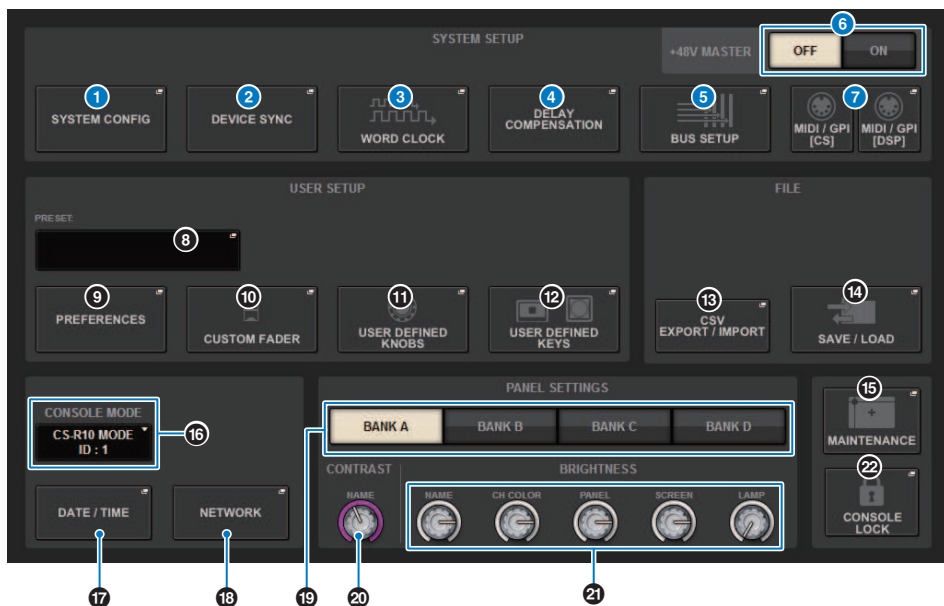 SYSTEM SETUP
+48V MASTER
OFF
ON
6
1
SYSTEM CONFIG
2
DEVICE SYNC
3
WORD CLOCK
4
DELAY
COMPENSATION
5
BUS SETUP
7
MIDI / GPI
[CS]
MIDI / GPI
[DSP]
USER SETUP
PRESET:
8
9
PREFERENCES
10
CUSTOM FADER
11
USER DEFINED
KNOBS
12
USER DEFINED
KEYS
FILE
13
CSV
EXPORT / IMPORT
14
SAVE / LOAD
CONSOLE MODE
CS-R10 MODE
ID : 1
16
DATE / TIME
NETWORK
17
18
PANEL SETTINGS
BANK A
BANK B
BANK C
BANK D
CONTRAST
NAME
BRIGHTNESS
NAME
CH COLOR
PANEL
SCREEN
LAMP
19
20
21
15
MAINTENANCE
22
CONSOLE
LOCK